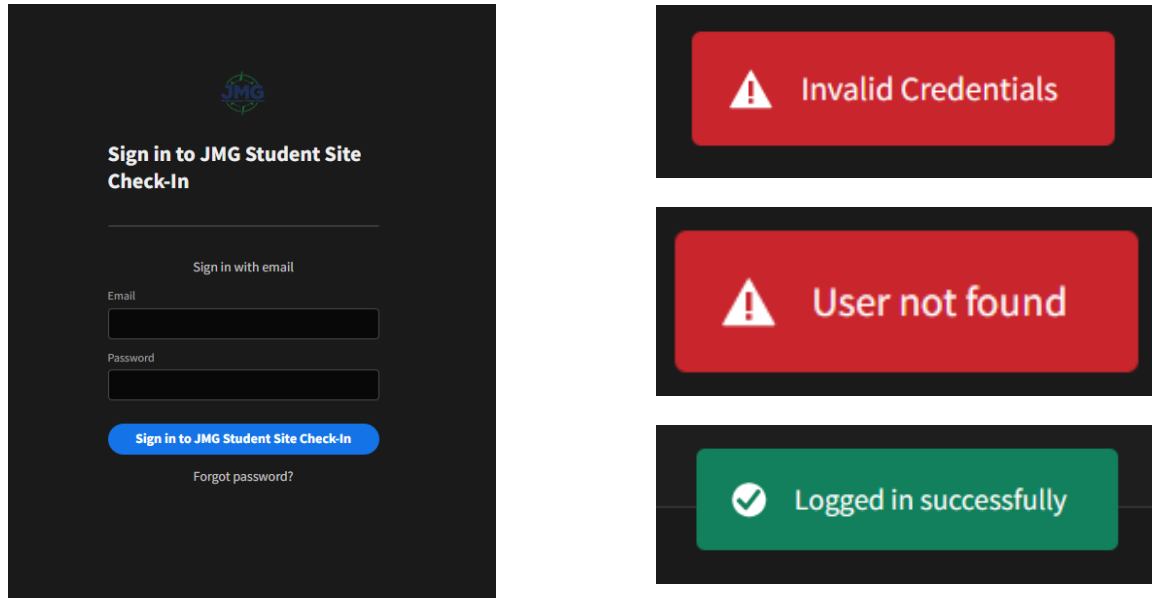 JMG
Sign in to JMG Student Site
Check-In
Sign in with email
Email
Password
Sign in to JMG Student Site Check-In
Forgot password?
Invalid Credentials
User not found
Logged in successfully